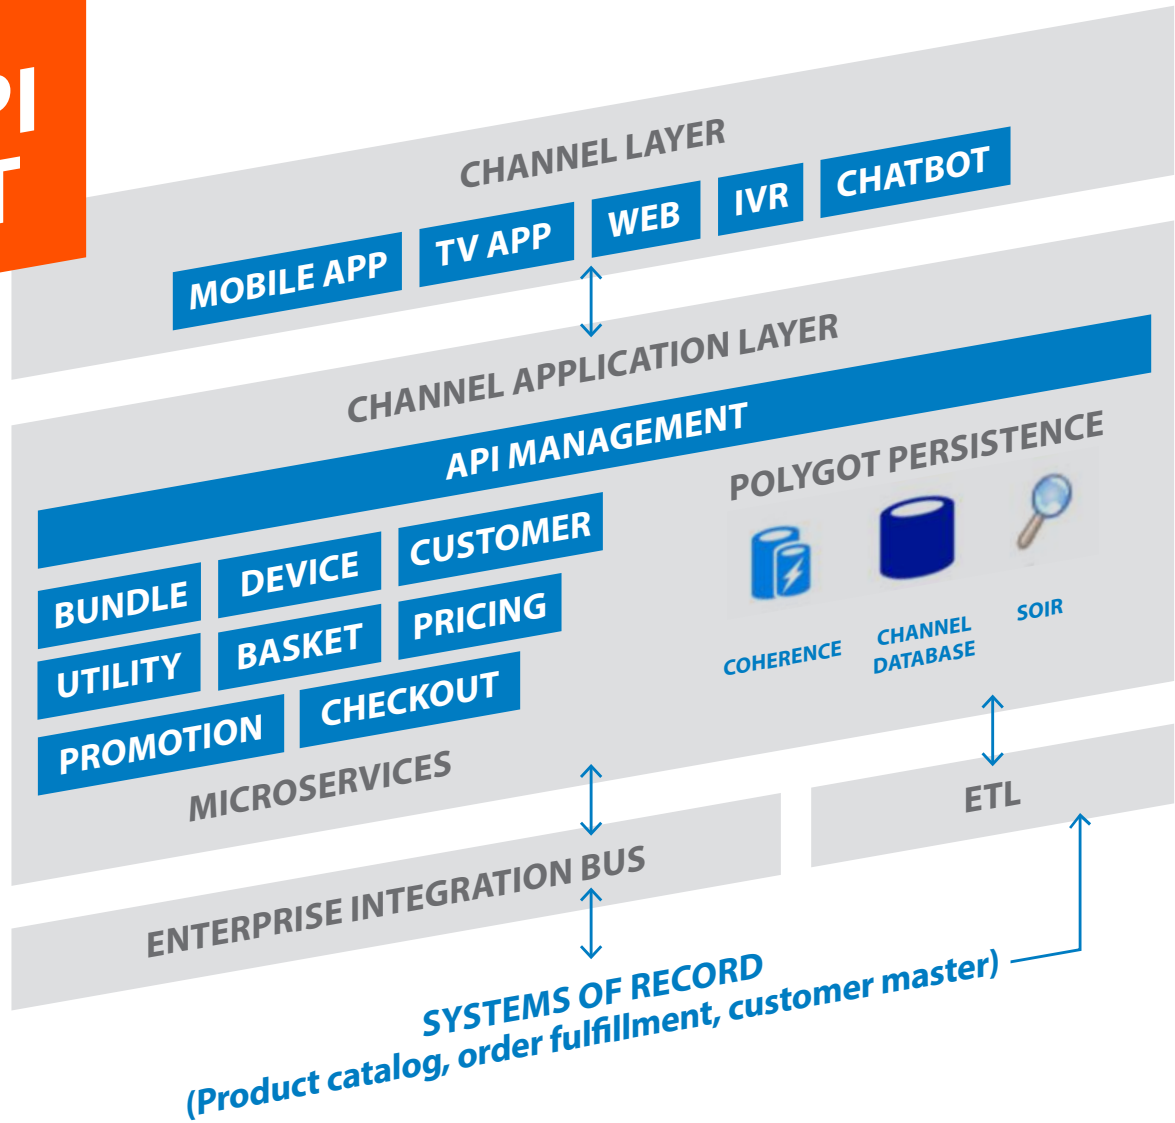 PI
T
CHANNEL LAYER
MOBILE APP
TV APP
WEB
IVR
CHATBOT
CHANNEL APPLICATION LAYER
API MANAGEMENT
POLYGOT PERSISTENCE
BUNDLE
DEVICE
CUSTOMER
UTILITY
BASKET
PRICING
PROMOTION
CHECKOUT
MICROSERVICES
COHERENCE
CHANNEL
DATABASE
SOIR
ENTERPRISE INTEGRATION BUS
ETL
SYSTEMS OF RECORD
(Product catalog, order fulfillment, customer master)